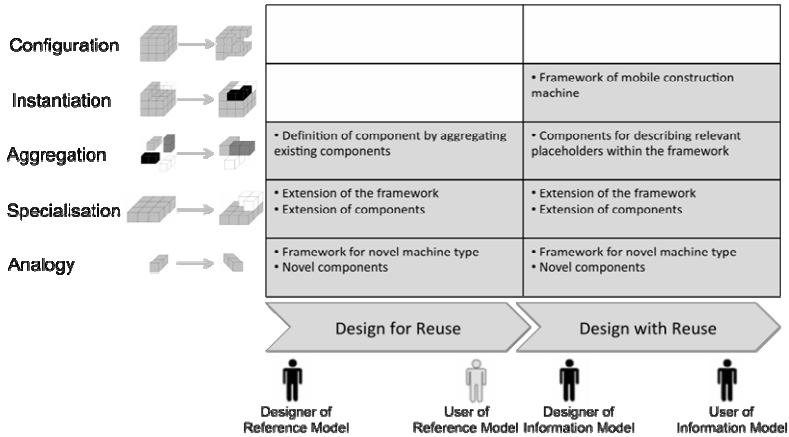 Configuration
Instantiation
• Framework of mobile construction
machine
Aggregation
• Definition of component by aggregating
existing components
• Components for describing relevant
placeholders within the framework
Specialisation
• Extension of the framework
• Extension of components
• Extension of the framework
• Extension of components
Analogy
• Framework for novel machine type
• Novel components
• Framework for novel machine type
• Novel components
Design for Reuse
Design with Reuse
Designer of
Reference Model
User of
Reference Model
Designer of
Information Model
User of
Information Model